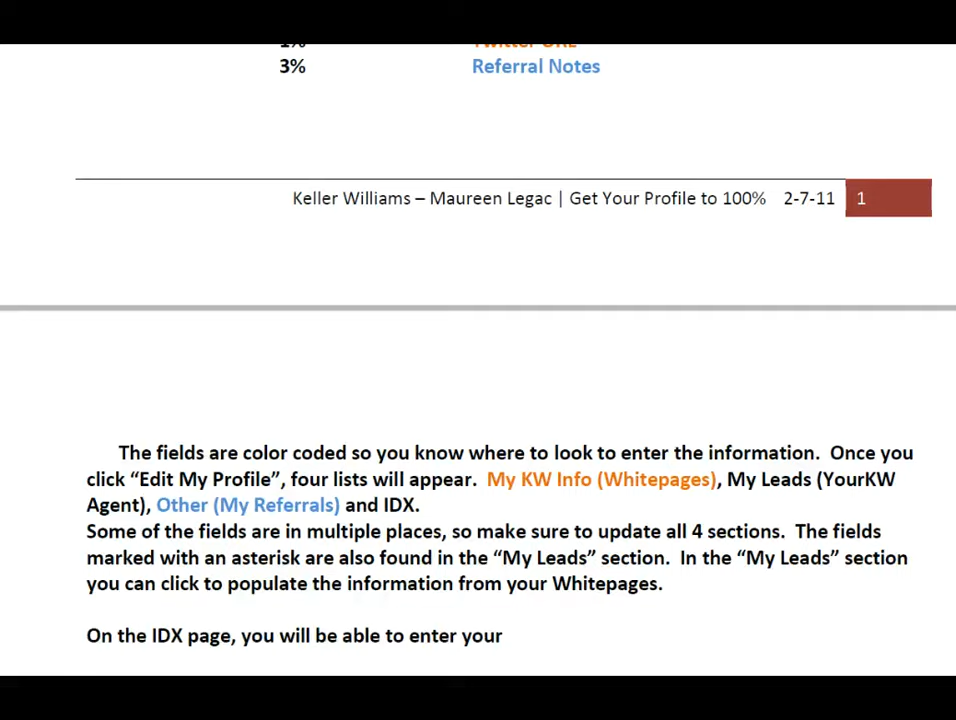 1% Twitter URL
3% Referral Notes
Keller Williams – Maureen Legac | Get Your Profile to 100% 2-7-11 1
The fields are color coded so you know where to look to enter the information. Once you
click “Edit My Profile”, four lists will appear. My KW Info (Whitepages), My Leads (YourKW
Agent), Other (My Referrals) and IDX.
Some of the fields are in multiple places, so make sure to update all 4 sections. The fields
marked with an asterisk are also found in the “My Leads” section. In the “My Leads” section
you can click to populate the information from your Whitepages.
On the IDX page, you will be able to enter your